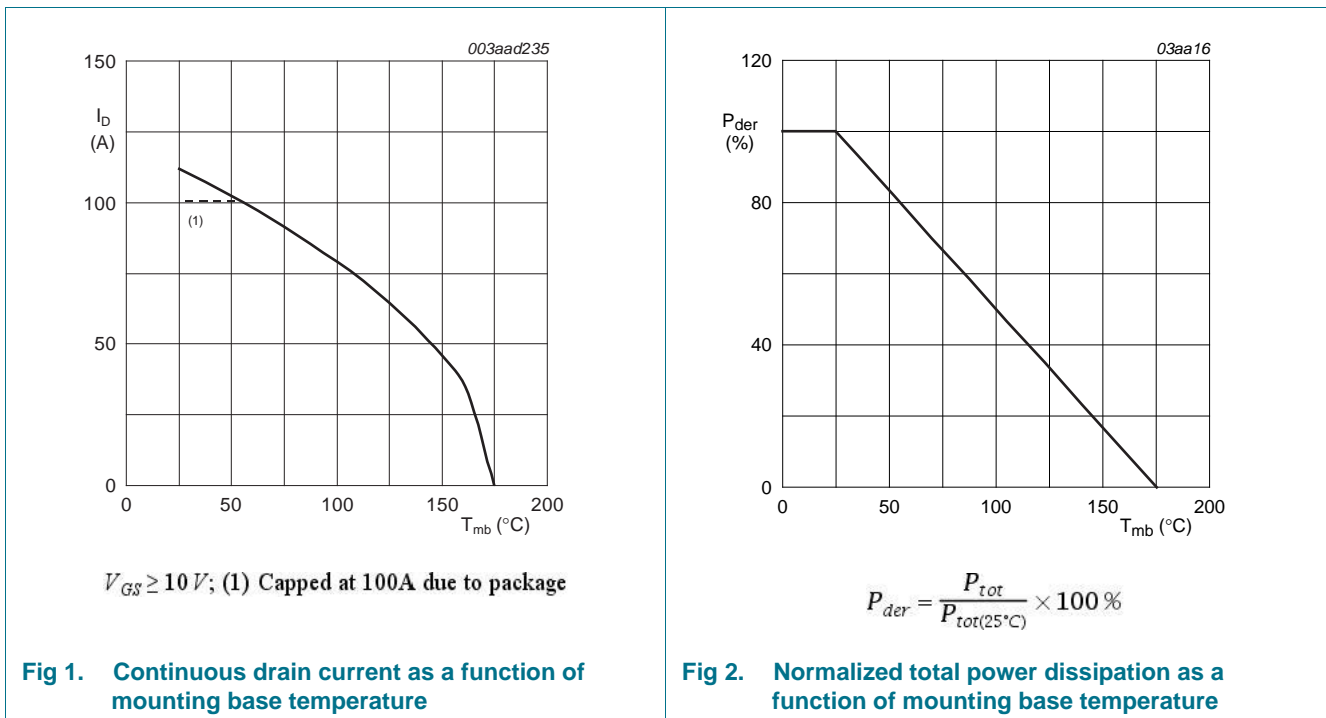 003aad235
150
I_D
(A)
100
(1)
50
0
0 50 100 150 200
T_mb (°C)
V_GS ≥ 10 V; (1) Capped at 100A due to package
Fig 1. Continuous drain current as a function of
mounting base temperature
03aa16
120
P_der
(%)
80
40
0
0 50 100 150 200
T_mb (°C)
P_der = P_tot / P_tot(25°C) × 100 %
Fig 2. Normalized total power dissipation as a
function of mounting base temperature